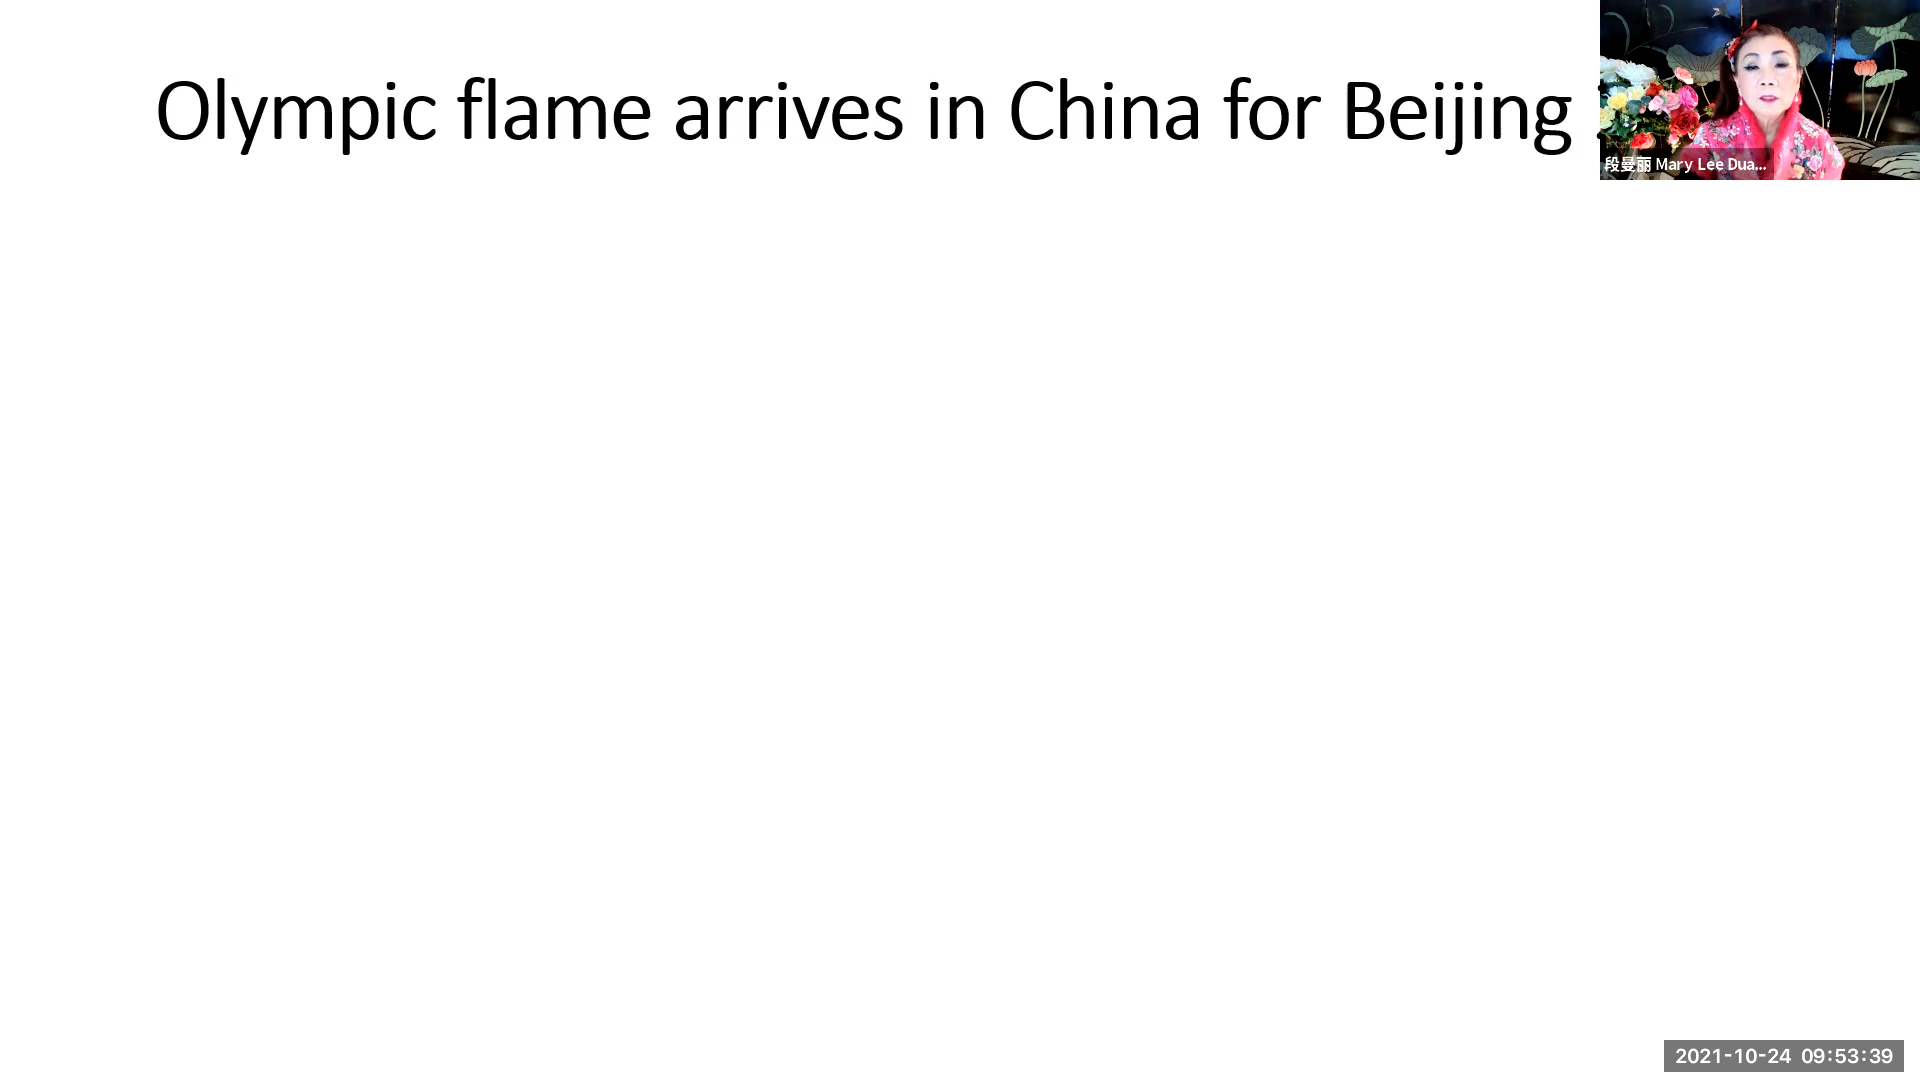 Olympic flame arrives in China for Beijing
段曼丽 Mary Lee Dua...
2021-10-24 09:53:39